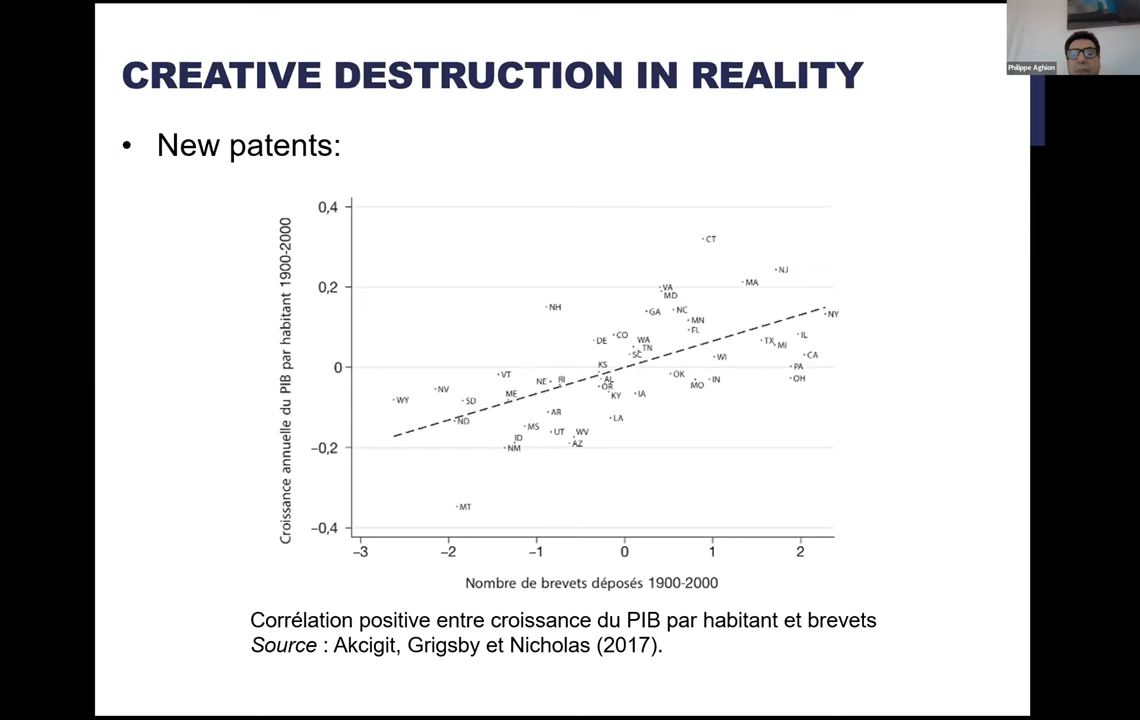 CREATIVE DESTRUCTION IN REALITY
Philippe Aghion
• New patents:
Croissance annuelle du PIB par habitant 1900-2000
0,4
0,2
0
–0,2
–0,4
CT
NJ
MA
VA
MD
NH
GA
NC
NY
MN
FL
CO
WA
IL
DE
TN
TX
MI
SC
WI
CA
KS
PA
VT
OK
OH
NE
RI
AL
IN
OR
MO
NV
ME
KY
IA
WY
SD
AR
LA
ND
MS
UT
WV
ID
AZ
NM
MT
–3
–2
–1
0
1
2
Nombre de brevets déposés 1900-2000
Corrélation positive entre croissance du PIB par habitant et brevets
Source : Akcigit, Grigsby et Nicholas (2017).